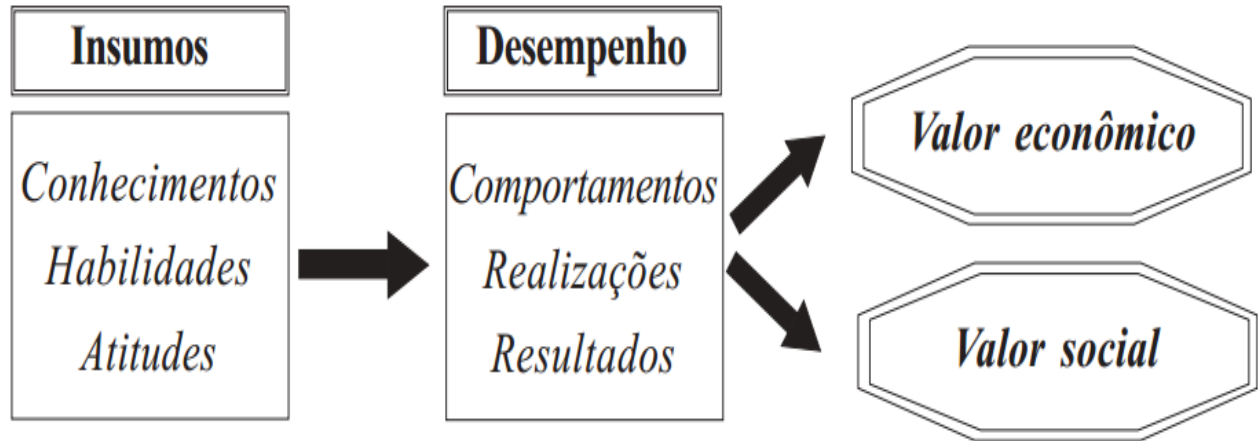 Insumos
Conhecimentos
Habilidades
Atitudes
Desempenho
Comportamentos
Realizações
Resultados
Valor econômico
Valor social